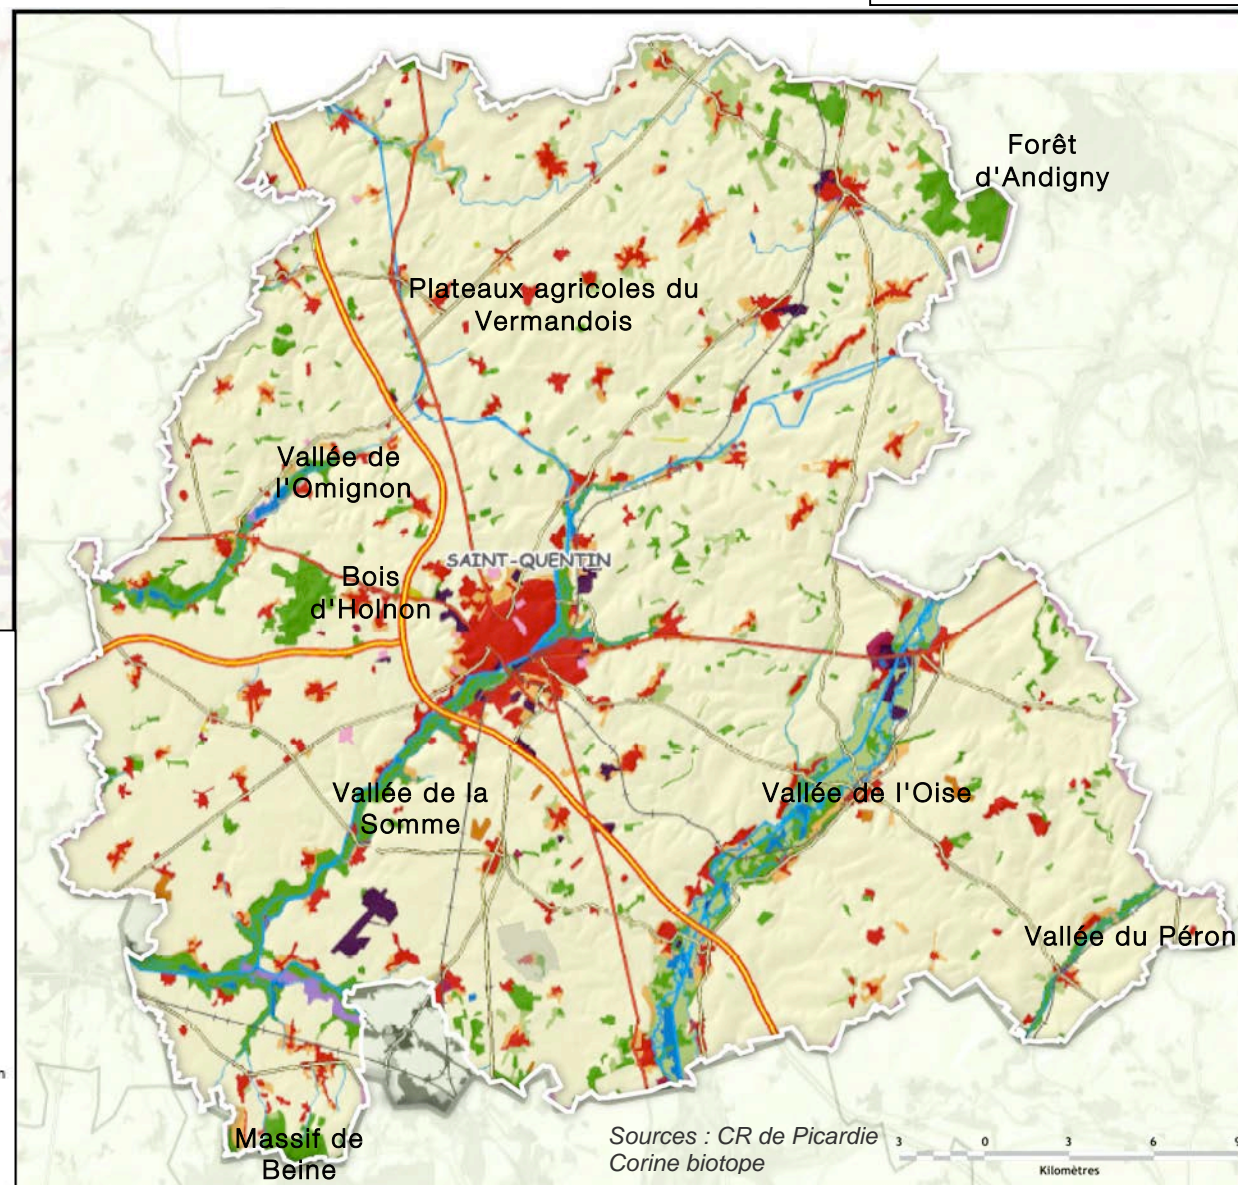 Forêt
d'Andigny
Plateaux agricoles du
Vermandois
Vallée de
l'Omignon
SAINT-QUENTIN
Bois
d'Holnon
Vallée de la
Somme
Vallée de l'Oise
Vallée du Péron
Massif de
Beine
Sources : CR de Picardie
Corine biotope
3 0 3 6 9
Kilomètres